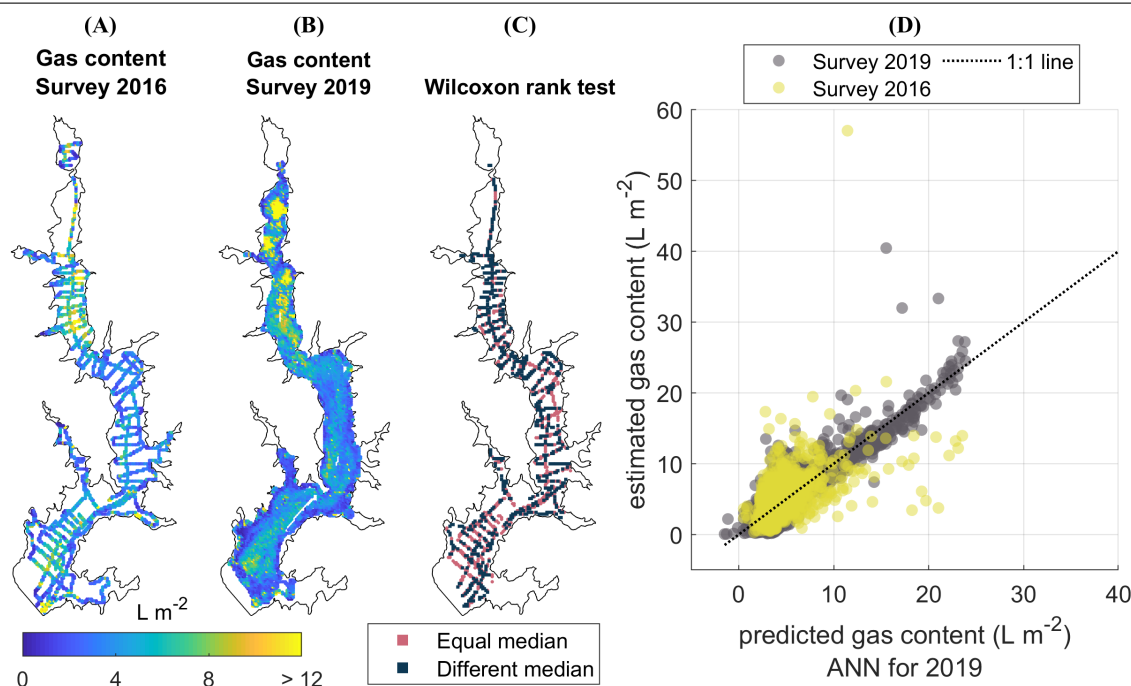 (A)
Gas content
Survey 2016
(B)
Gas content
Survey 2019
(C)
Wilcoxon rank test
L m-2
0
4
8
> 12
Equal median
Different median
(D)
Survey 2019
1:1 line
Survey 2016
60
50
40
30
20
10
0
estimated gas content (L m-2)
0
10
20
30
40
predicted gas content (L m-2)
ANN for 2019